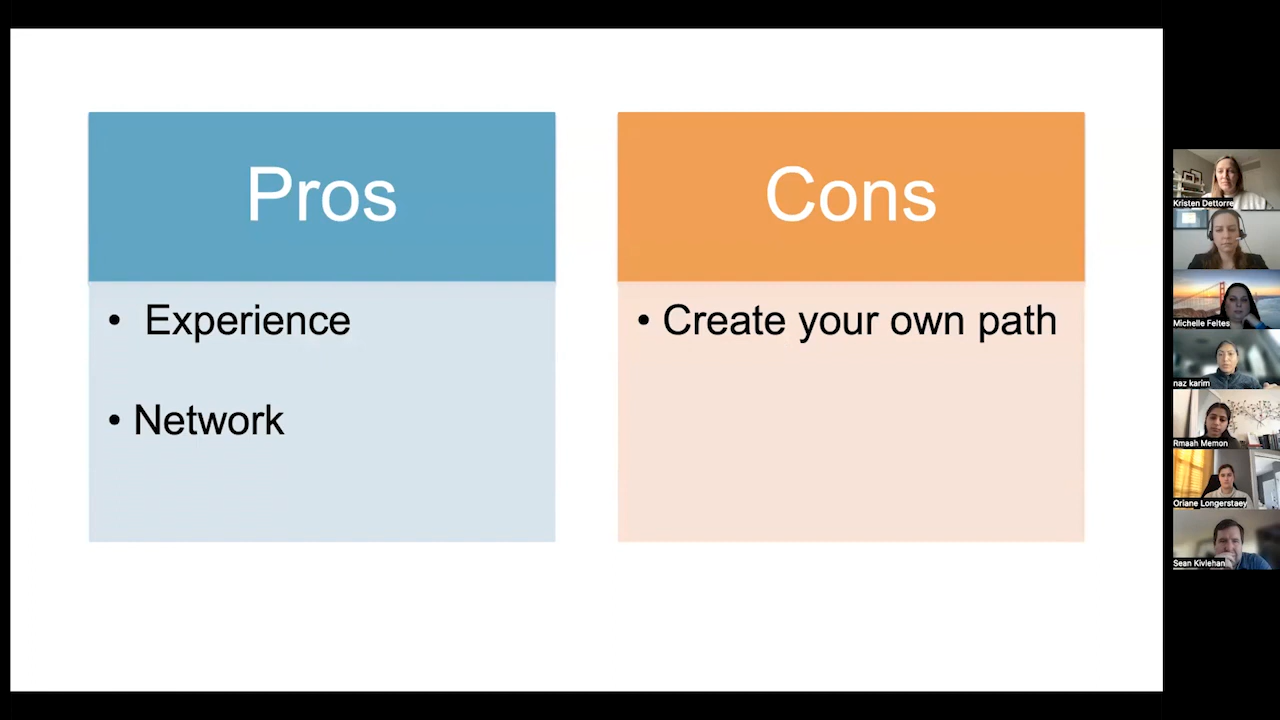 Pros
Cons
• Experience
• Network
• Create your own path
Kristen Dettorre
Michelle Feltes
naz karim
Rmaah Memon
Oriane Longerstaey
Sean Kivlehan